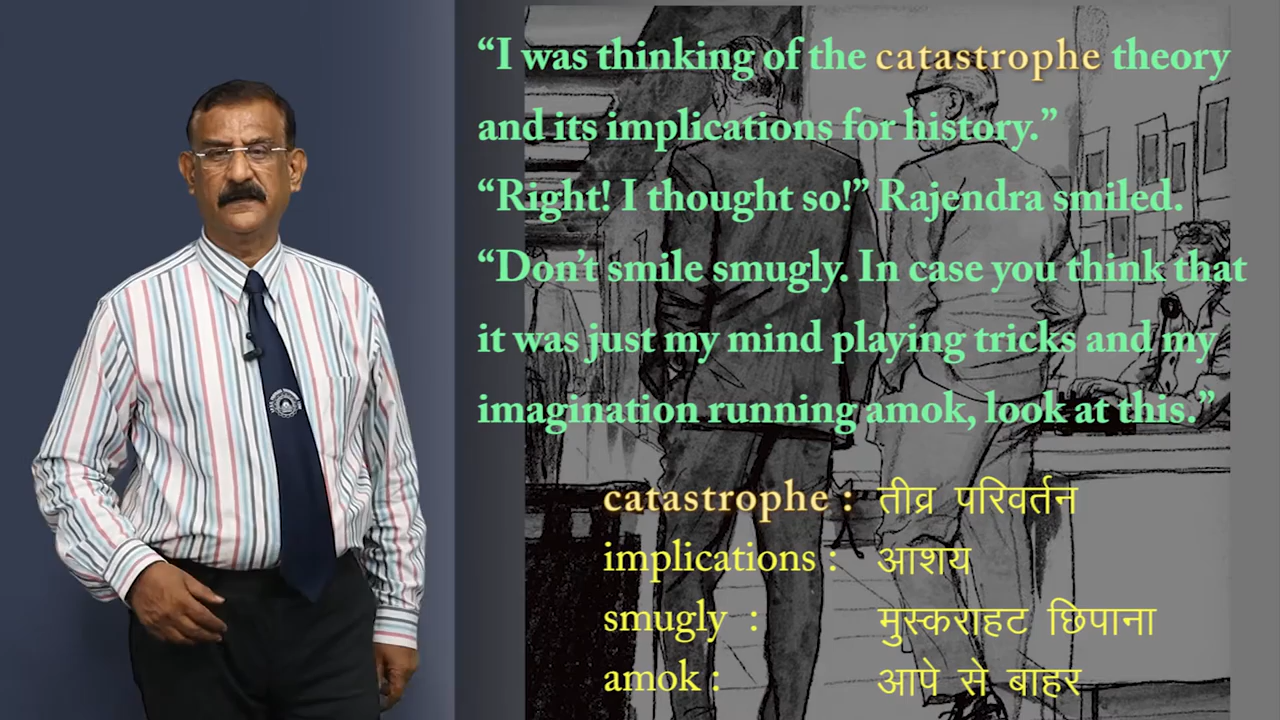 “I was thinking of the catastrophe theory
and its implications for history.”
“Right! I thought so!” Rajendra smiled.
“Don’t smile smugly. In case you think that
it was just my mind playing tricks and my
imagination running amok, look at this.”
catastrophe : तीव्र परिवर्तन
implications : आशय
smugly : मुस्कराहट छिपाना
amok : आपे से बाहर